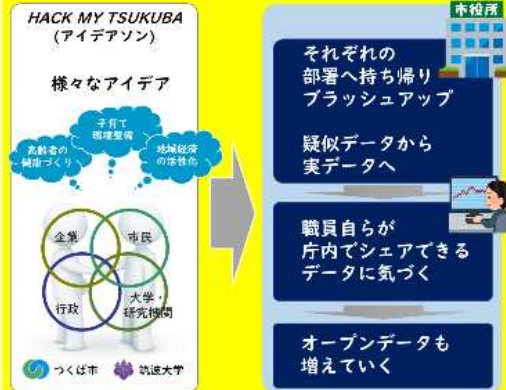 HACK MY TSUKUBA
(アイデアソン)
様々なアイデア
子育て
環境整備
高齢者の
健康づくり
地域経済
の活性化
企業
市民
行政
大学・
研究機関
つくば市
筑波大学
市役所
それぞれの
部署へ持ち帰り
ブラッシュアップ
疑似データから
実データへ
職員自らが
庁内でシェアできる
データに気づく
オープンデータも
増えていく